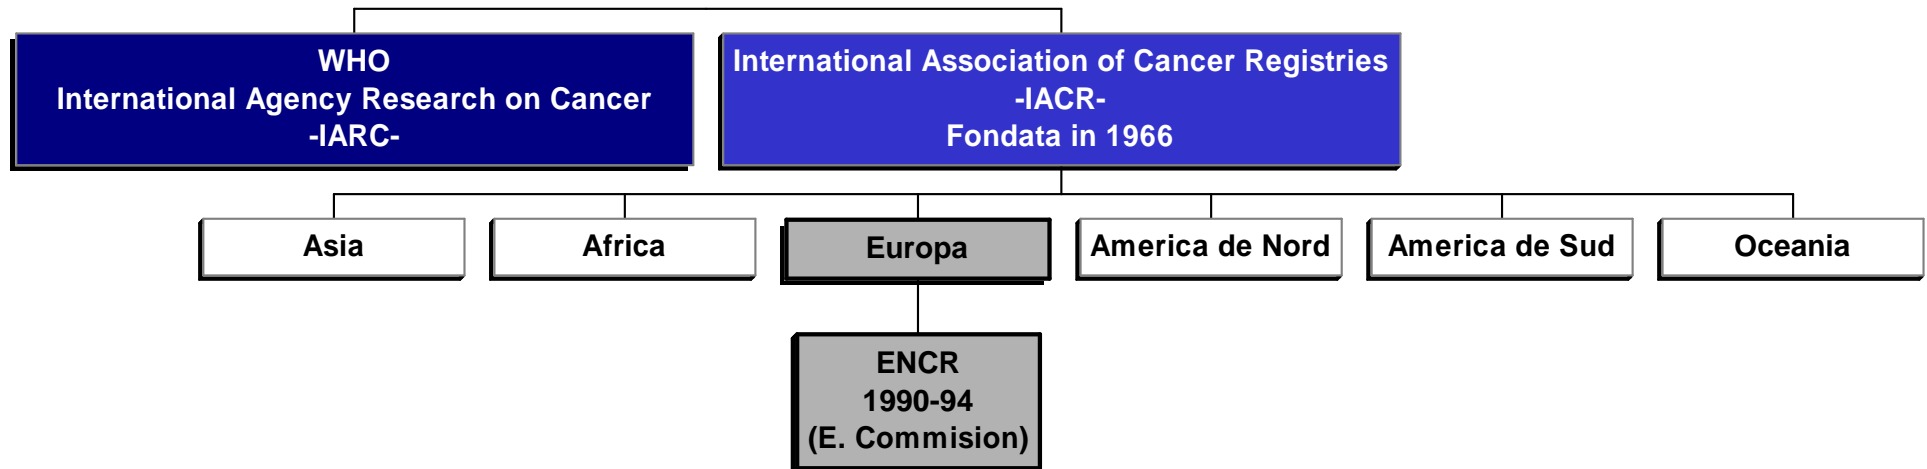 WHO
International Agency Research on Cancer
-IARC-
International Association of Cancer Registries
-IACR-
Fondata in 1966
Asia
Africa
Europa
America de Nord
America de Sud
Oceania
ENCR
1990-94
(E. Commision)